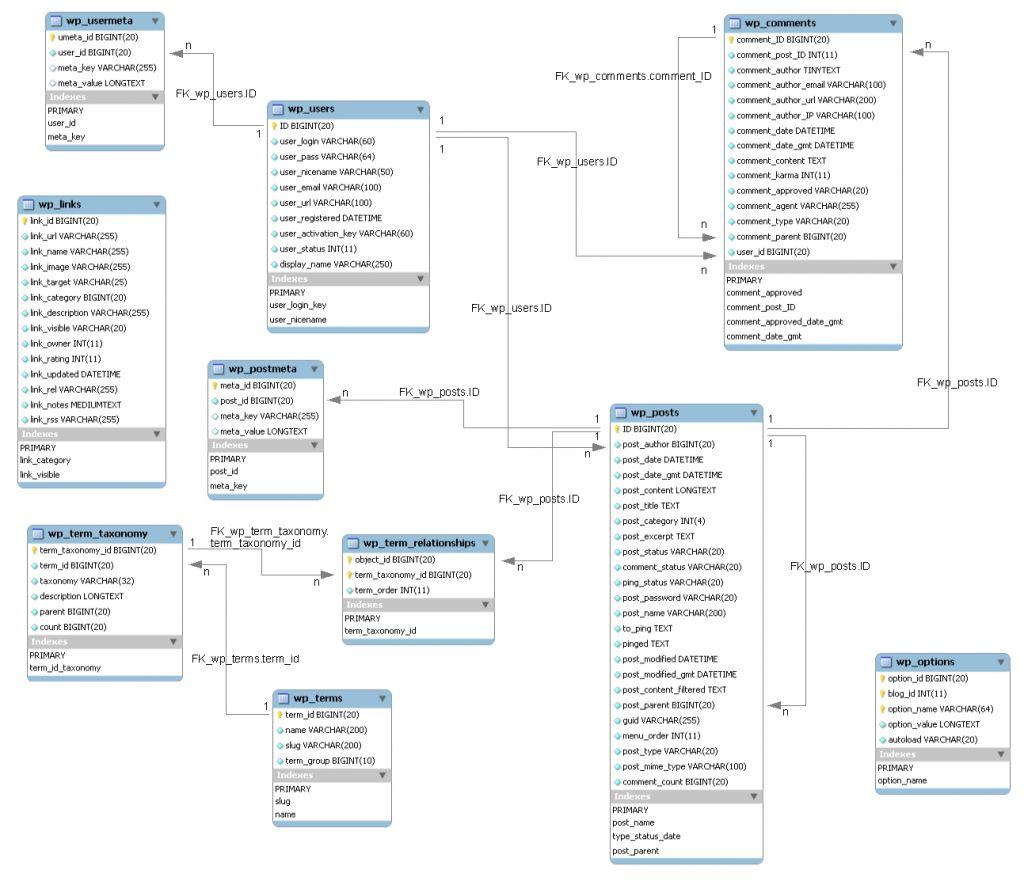 wp_usermeta
umeta_id BIGINT(20)
user_id BIGINT(20)
meta_key VARCHAR(255)
meta_value LONGTEXT
Indexes
PRIMARY
user_id
meta_key
n
FK_wp_users.ID
1
wp_users
ID BIGINT(20)
user_login VARCHAR(60)
user_pass VARCHAR(64)
user_nicename VARCHAR(50)
user_email VARCHAR(100)
user_url VARCHAR(100)
user_registered DATETIME
user_activation_key VARCHAR(60)
user_status INT(11)
display_name VARCHAR(250)
Indexes
PRIMARY
user_login_key
user_nicename
1
1
FK_wp_users.ID
FK_wp_users.ID
1
FK_wp_comments.comment_ID
n
n
wp_comments
comment_ID BIGINT(20)
comment_post_ID INT(11)
comment_author TINYTEXT
comment_author_email VARCHAR(100)
comment_author_url VARCHAR(200)
comment_author_IP VARCHAR(100)
comment_date DATETIME
comment_date_gmt DATETIME
comment_content TEXT
comment_karma INT(11)
comment_approved VARCHAR(20)
comment_agent VARCHAR(255)
comment_type VARCHAR(20)
comment_parent BIGINT(20)
user_id BIGINT(20)
Indexes
PRIMARY
comment_approved
comment_post_ID
comment_approved_date_gmt
comment_date_gmt
n
FK_wp_posts.ID
wp_links
link_id BIGINT(20)
link_url VARCHAR(255)
link_name VARCHAR(255)
link_image VARCHAR(255)
link_target VARCHAR(25)
link_category BIGINT(20)
link_description VARCHAR(255)
link_visible VARCHAR(20)
link_owner INT(11)
link_rating INT(11)
link_updated DATETIME
link_rel VARCHAR(255)
link_notes MEDIUMTEXT
link_rss VARCHAR(255)
Indexes
PRIMARY
link_category
link_visible
wp_postmeta
meta_id BIGINT(20)
post_id BIGINT(20)
meta_key VARCHAR(255)
meta_value LONGTEXT
Indexes
PRIMARY
post_id
meta_key
n
FK_wp_posts.ID
1
1
n
FK_wp_posts.ID
n
wp_posts
ID BIGINT(20)
post_author BIGINT(20)
post_date DATETIME
post_date_gmt DATETIME
post_content LONGTEXT
post_title TEXT
post_category INT(4)
post_excerpt TEXT
post_status VARCHAR(20)
comment_status VARCHAR(20)
ping_status VARCHAR(20)
post_password VARCHAR(20)
post_name VARCHAR(200)
to_ping TEXT
pinged TEXT
post_modified DATETIME
post_modified_gmt DATETIME
post_content_filtered TEXT
post_parent BIGINT(20)
guid VARCHAR(255)
menu_order INT(11)
post_type VARCHAR(20)
post_mime_type VARCHAR(100)
comment_count BIGINT(20)
Indexes
PRIMARY
post_name
type_status_date
post_parent
1
1
FK_wp_posts.ID
n
wp_term_taxonomy
term_taxonomy_id BIGINT(20)
term_id BIGINT(20)
taxonomy VARCHAR(32)
description LONGTEXT
parent BIGINT(20)
count BIGINT(20)
Indexes
PRIMARY
term_id_taxonomy
FK_wp_term_taxonomy.
term_taxonomy_id
1
n
n
FK_wp_terms.term_id
1
wp_term_relationships
object_id BIGINT(20)
term_taxonomy_id BIGINT(20)
term_order INT(11)
Indexes
PRIMARY
term_taxonomy_id
wp_terms
term_id BIGINT(20)
name VARCHAR(200)
slug VARCHAR(200)
term_group BIGINT(10)
Indexes
PRIMARY
slug
name
wp_options
option_id BIGINT(20)
blog_id INT(11)
option_name VARCHAR(64)
option_value LONGTEXT
autoload VARCHAR(20)
Indexes
PRIMARY
option_name